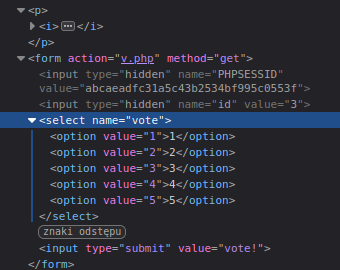 <p>
<i>•••</i>
</p>
<form action="v.php" method="get">
<input type="hidden" name="PHPSESSID"
value="abcaeadfc31a5c43b2534bf995c0553f">
<input type="hidden" name="id" value="3">
<select name="vote">
<option value="1">1</option>
<option value="2">2</option>
<option value="3">3</option>
<option value="4">4</option>
<option value="5">5</option>
</select>
znaki odstępu
<input type="submit" value="vote!">
</form>